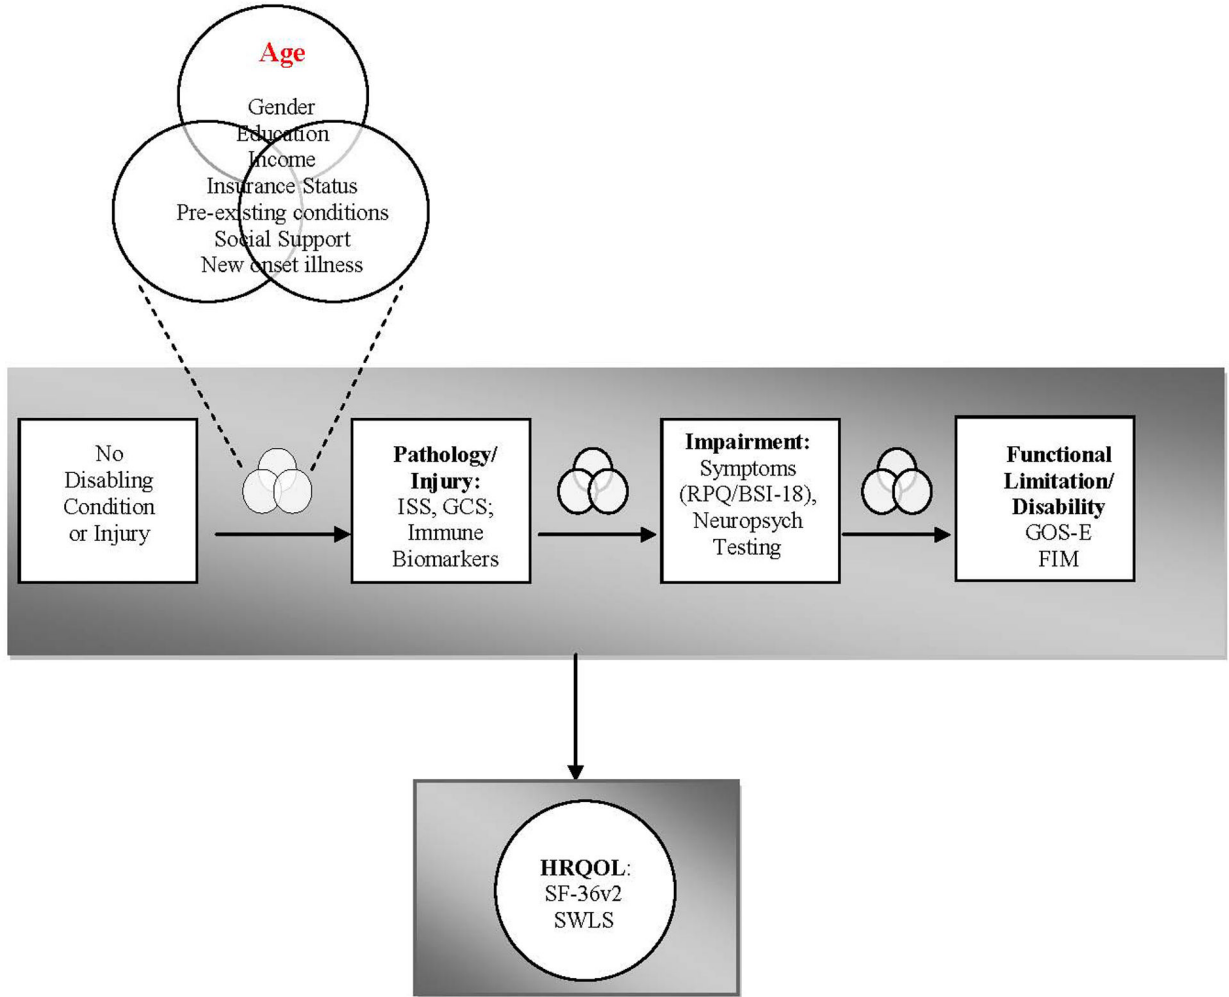 Age
Gender
Education
Income
Insurance Status
Pre-existing conditions
Social Support
New onset illness
No
Disabling
Condition
or Injury
Pathology/
Injury:
ISS, GCS;
Immune
Biomarkers
Impairment:
Symptoms
(RPQ/BSI-18),
Neuropsych
Testing
Functional
Limitation/
Disability
GOS-E
FIM
HRQOL:
SF-36v2
SWLS